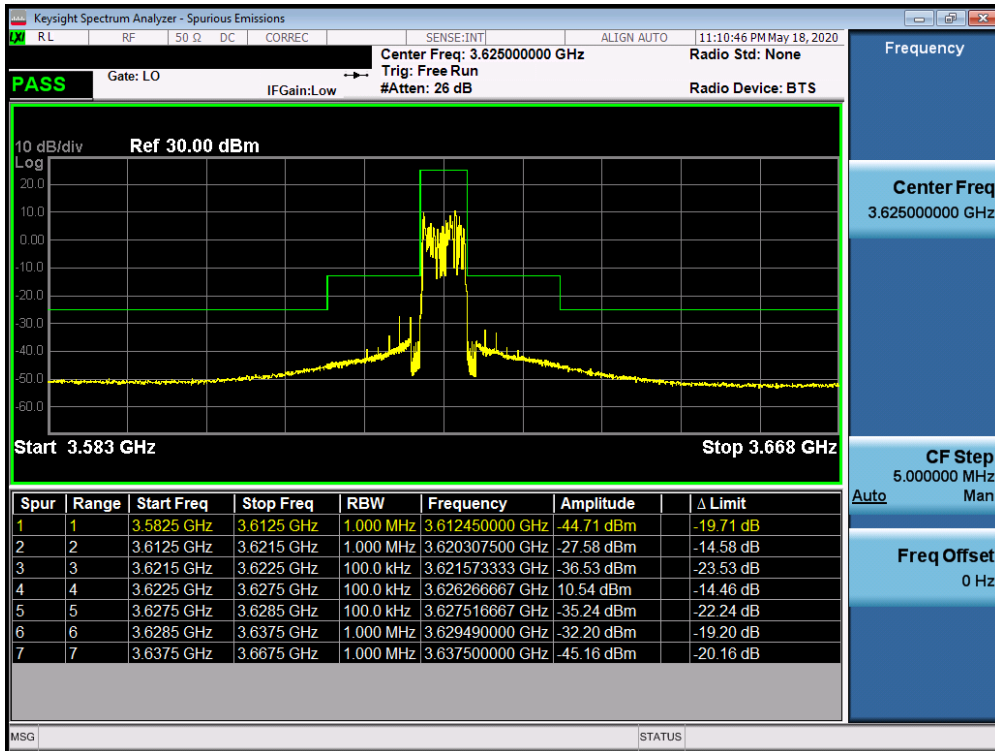 Keysight Spectrum Analyzer - Spurious Emissions
LXI RL RF 50 Ω DC CORREC SENSE:INT ALIGN AUTO 11:10:46 PM May 18, 2020
Center Freq: 3.625000000 GHz Radio Std: None
Trig: Free Run
PASS Gate: LO IFGain:Low #Atten: 26 dB Radio Device: BTS
10 dB/div Ref 30.00 dBm
Log
20.0
10.0
0.00
-10.0
-20.0
-30.0
-40.0
-50.0
-60.0
Start 3.583 GHz Stop 3.668 GHz
Spur Range Start Freq Stop Freq RBW Frequency Amplitude Δ Limit
1 1 3.5825 GHz 3.6125 GHz 1.000 MHz 3.612450000 GHz -44.71 dBm -19.71 dB
2 2 3.6125 GHz 3.6215 GHz 1.000 MHz 3.620307500 GHz -27.58 dBm -14.58 dB
3 3 3.6215 GHz 3.6225 GHz 100.0 kHz 3.621573333 GHz -36.53 dBm -23.53 dB
4 4 3.6225 GHz 3.6275 GHz 100.0 kHz 3.626266667 GHz 10.54 dBm -14.46 dB
5 5 3.6275 GHz 3.6285 GHz 100.0 kHz 3.627516667 GHz -35.24 dBm -22.24 dB
6 6 3.6285 GHz 3.6375 GHz 1.000 MHz 3.629490000 GHz -32.20 dBm -19.20 dB
7 7 3.6375 GHz 3.6675 GHz 1.000 MHz 3.637500000 GHz -45.16 dBm -20.16 dB
MSG STATUS
Frequency
Center Freq
3.625000000 GHz
CF Step
5.000000 MHz
Auto Man
Freq Offset
0 Hz